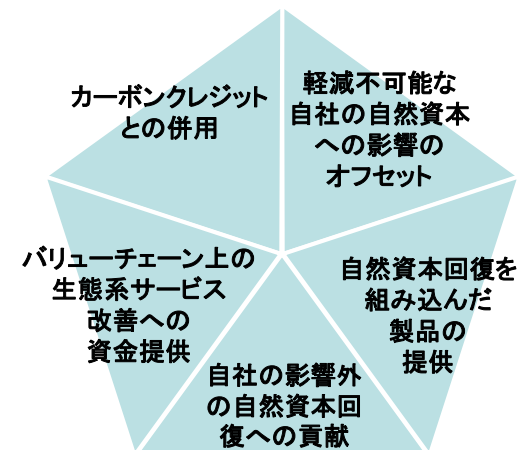 カーボンクレジット
との併用
軽減不可能な
自社の自然資本
への影響の
オフセット
バリューチェーン上の
生態系サービス
改善への
資金提供
自然資本回復を
組み込んだ
製品の
提供
自社の影響外
の自然資本回
復への貢献